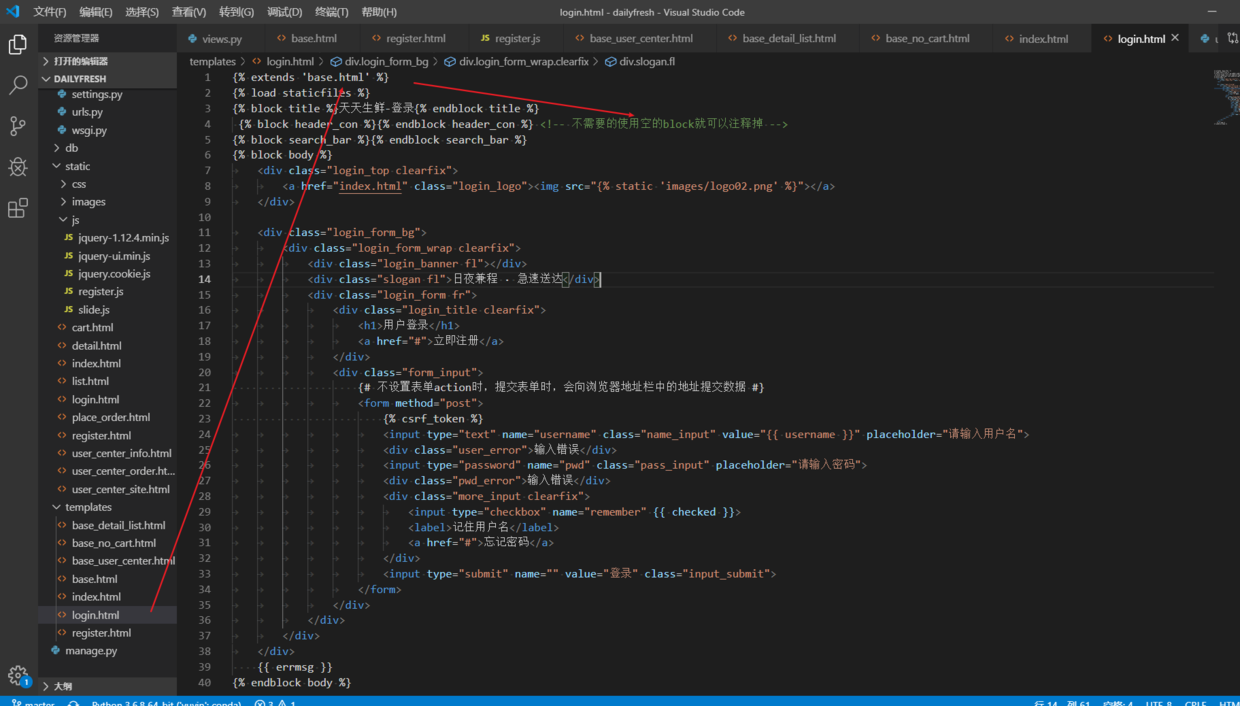 文件(F) 编辑(E) 选择(S) 查看(V) 转到(G) 调试(D) 终端(T) 帮助(H) login.html - dailyfresh - Visual Studio Code
资源管理器
views.py base.html register.html register.js base_user_center.html base_detail_list.html base_no_cart.html index.html login.html
打开的编辑器
DAILYFRESH
settings.py
urls.py
wsgi.py
db
static
css
images
js
JS jquery-1.12.4.min.js
JS jquery-ui.min.js
JS jquery.cookie.js
JS register.js
JS slide.js
cart.html
detail.html
index.html
list.html
login.html
place_order.html
register.html
user_center_info.html
user_center_order.ht...
user_center_site.html
templates
base_detail_list.html
base_no_cart.html
base_user_center.html
base.html
index.html
login.html
register.html
manage.py
大纲
templates > login.html > div.login_form_bg > div.login_form_wrap.clearfix > div.slogan.fl
1 {% extends 'base.html' %}
2 {% load staticfiles %}
3 {% block title %}天天生鲜-登录{% endblock title %}
4 {% block header_con %}{% endblock header_con %} <!-- 不需要的使用空的block就可以注释掉 -->
5 {% block search_bar %}{% endblock search_bar %}
6 {% block body %}
7 <div class="login_top clearfix">
8 <a href="index.html" class="login_logo"><img src="{% static 'images/logo02.png' %}"></a>
9 </div>
10
11 <div class="login_form_bg">
12 <div class="login_form_wrap clearfix">
13 <div class="login_banner fl"></div>
14 <div class="slogan fl">日夜兼程 · 急速送达</div>
15 <div class="login_form fr">
16 <div class="login_title clearfix">
17 <h1>用户登录</h1>
18 <a href="#">立即注册</a>
19 </div>
20 <div class="form_input">
21 {# 不设置表单action时，提交表单时，会向浏览器地址栏中的地址提交数据 #}
22 <form method="post">
23 {% csrf_token %}
24 <input type="text" name="username" class="name_input" value="{{ username }}" placeholder="请输入用户名">
25 <div class="user_error">输入错误</div>
26 <input type="password" name="pwd" class="pass_input" placeholder="请输入密码">
27 <div class="pwd_error">输入错误</div>
28 <div class="more_input clearfix">
29 <input type="checkbox" name="remember" {{ checked }}>
30 <label>记住用户名</label>
31 <a href="#">忘记密码</a>
32 </div>
33 <input type="submit" name="" value="登录" class="input_submit">
34 </form>
35 </div>
36 </div>
37 </div>
38 </div>
39 {{ errmsg }}
40 {% endblock body %}
1
master Python 3.6.8 64-bit 3 1 行 14, 列 61 空格: 4 UTF-8 CRLF HTM